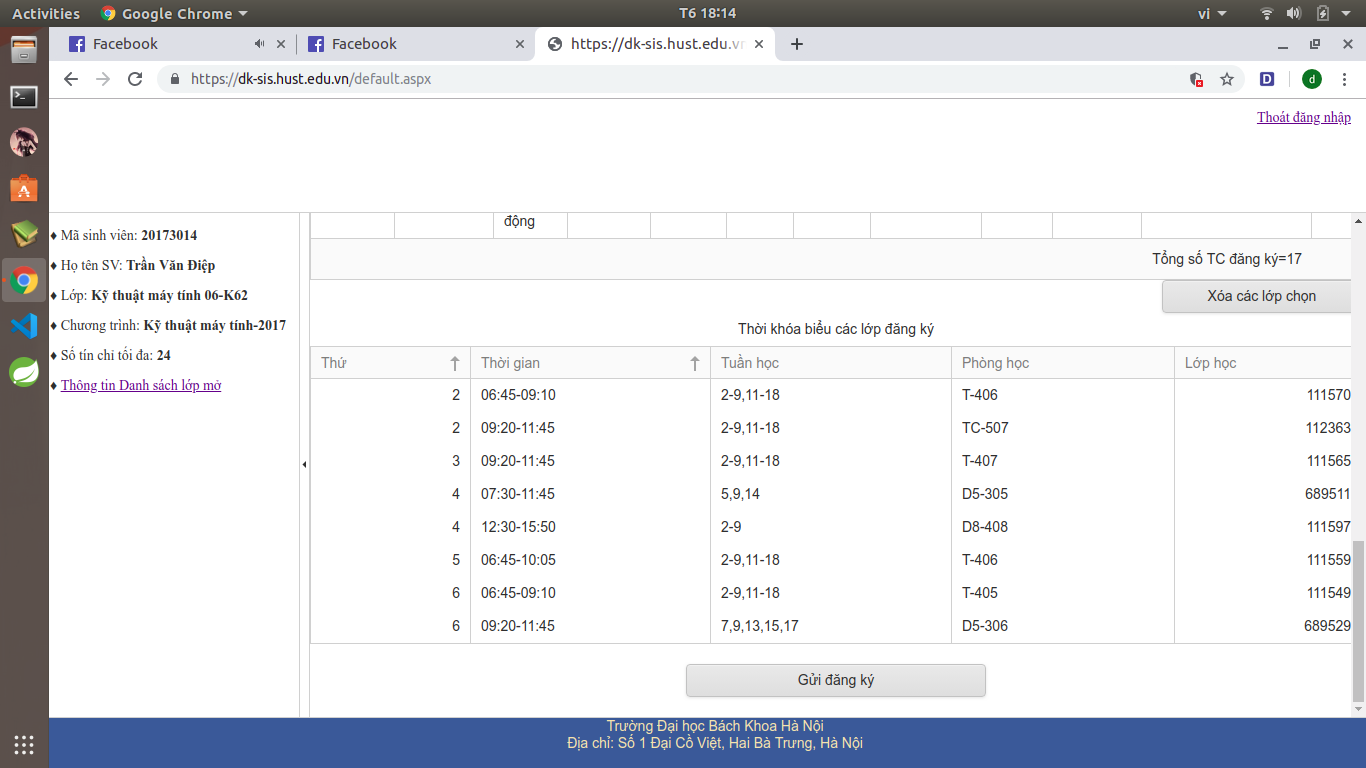 Activities Google Chrome T6 18:14 vi
Facebook Facebook https://dk-sis.hust.edu.vn
https://dk-sis.hust.edu.vn/default.aspx D d
Thoát đăng nhập
♦ Mã sinh viên: 20173014
♦ Họ tên SV: Trần Văn Điệp
♦ Lớp: Kỹ thuật máy tính 06-K62
♦ Chương trình: Kỹ thuật máy tính-2017
♦ Số tín chỉ tối đa: 24
♦ Thông tin Danh sách lớp mở
động
Tổng số TC đăng ký=17
Xóa các lớp chọn
Thời khóa biểu các lớp đăng ký
Thứ Thời gian Tuần học Phòng học Lớp học
2 06:45-09:10 2-9,11-18 T-406 111570
2 09:20-11:45 2-9,11-18 TC-507 112363
3 09:20-11:45 2-9,11-18 T-407 111565
4 07:30-11:45 5,9,14 D5-305 689511
4 12:30-15:50 2-9 D8-408 111597
5 06:45-10:05 2-9,11-18 T-406 111559
6 06:45-09:10 2-9,11-18 T-405 111549
6 09:20-11:45 7,9,13,15,17 D5-306 689529
Gửi đăng ký
Trường Đại học Bách Khoa Hà Nội
Địa chỉ: Số 1 Đại Cồ Việt, Hai Bà Trưng, Hà Nội